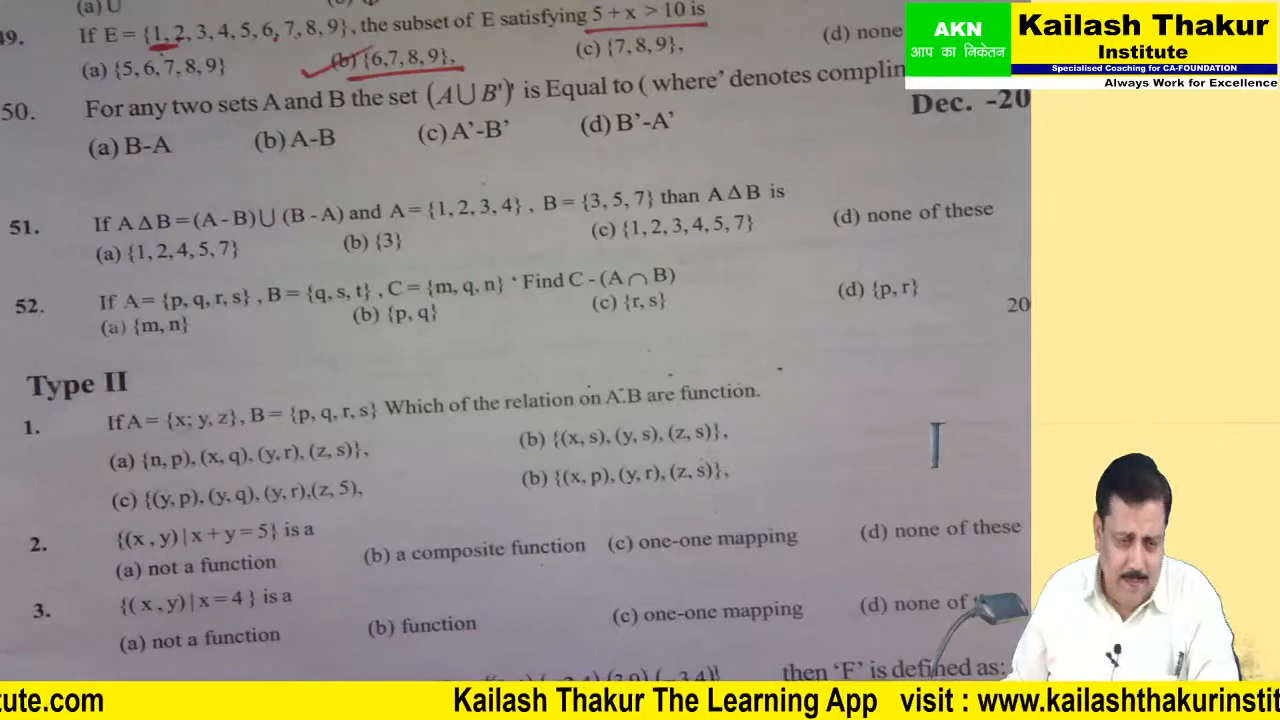 (a) U
49. If E = {1, 2, 3, 4, 5, 6, 7, 8, 9}, the subset of E satisfying 5 + x > 10 is
(a) {5, 6, 7, 8, 9} (b) {6,7, 8, 9}, (c) {7, 8, 9}, (d) none
50. For any two sets A and B the set (A ∪ B')' is Equal to ( where' denotes complin
Dec. -20
(a) B-A (b) A-B (c) A'-B' (d) B'-A'
51. If A Δ B = (A - B) ∪ (B - A) and A = {1, 2, 3, 4} , B = {3, 5, 7} than A Δ B is
(a) {1, 2, 4, 5, 7} (b) {3} (c) {1, 2, 3, 4, 5, 7} (d) none of these
52. If A = {p, q, r, s} , B = {q, s, t} , C = {m, q, n} ' Find C - (A ∩ B)
(a) {m, n} (b) {p, q} (c) {r, s} (d) {p, r}
20
Type II
1. If A = {x; y, z}, B = {p, q, r, s} Which of the relation on A.B are function.
(a) {n, p), (x, q), (y, r), (z, s)}, (b) {(x, s), (y, s), (z, s)},
(c) {(y, p), (y, q), (y, r),(z, 5), (b) {(x, p), (y, r), (z, s)},
2. {(x , y) | x + y = 5} is a
(a) not a function (b) a composite function (c) one-one mapping (d) none of these
3. {( x , y) | x = 4 } is a
(a) not a function (b) function (c) one-one mapping (d) none of
then 'F' is defined as:
AKN
आप का निकेतन
Kailash Thakur
Institute
Specialised Coaching for CA-FOUNDATION
Always Work for Excellence
tute.com Kailash Thakur The Learning App visit : www.kailashthakurinstit